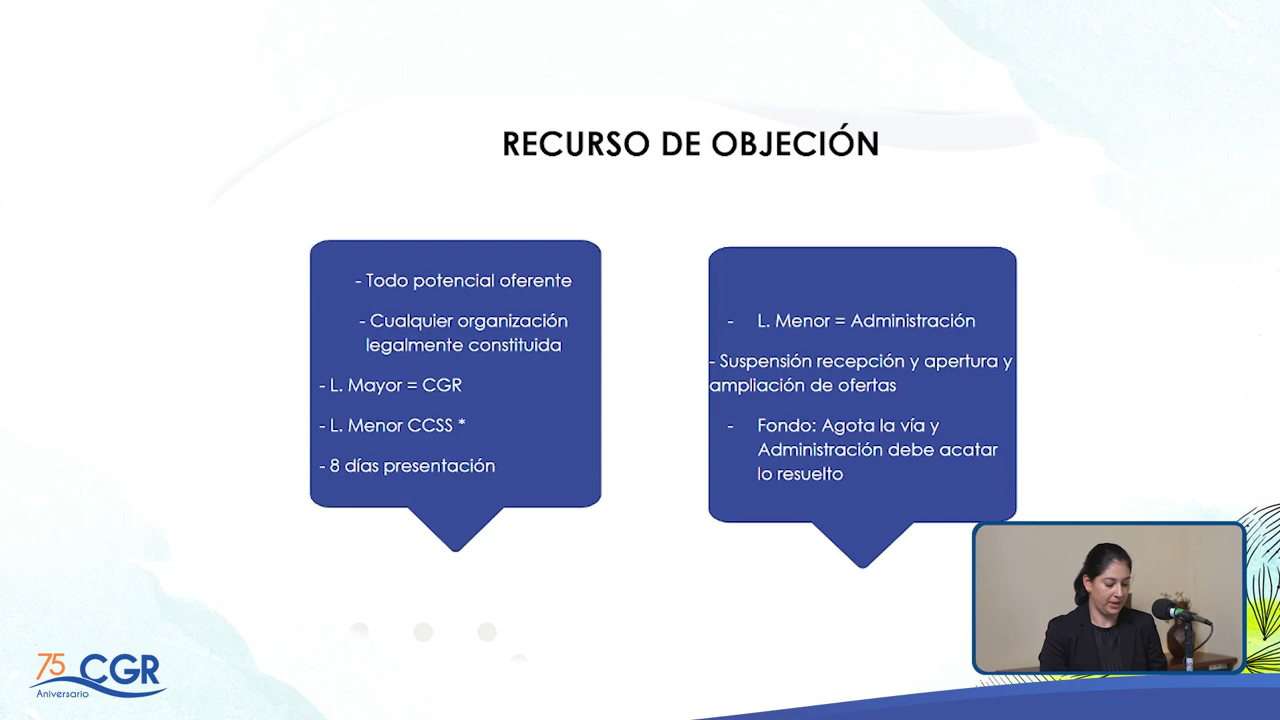 RECURSO DE OBJECIÓN
- Todo potencial oferente
- Cualquier organización
legalmente constituida
- L. Mayor = CGR
- L. Menor CCSS *
- 8 días presentación
- L. Menor = Administración
- Suspensión recepción y apertura y
ampliación de ofertas
- Fondo: Agota la vía y
Administración debe acatar
lo resuelto
75 CGR
Aniversario